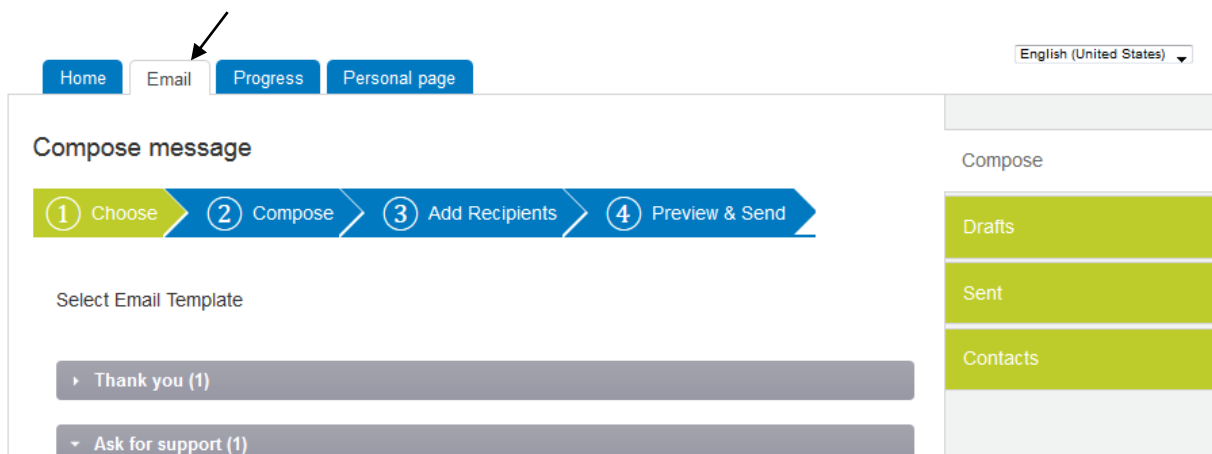 English (United States)
Home Email Progress Personal page
Compose message
1 Choose 2 Compose 3 Add Recipients 4 Preview & Send
Select Email Template
Thank you (1)
Ask for support (1)
Compose
Drafts
Sent
Contacts